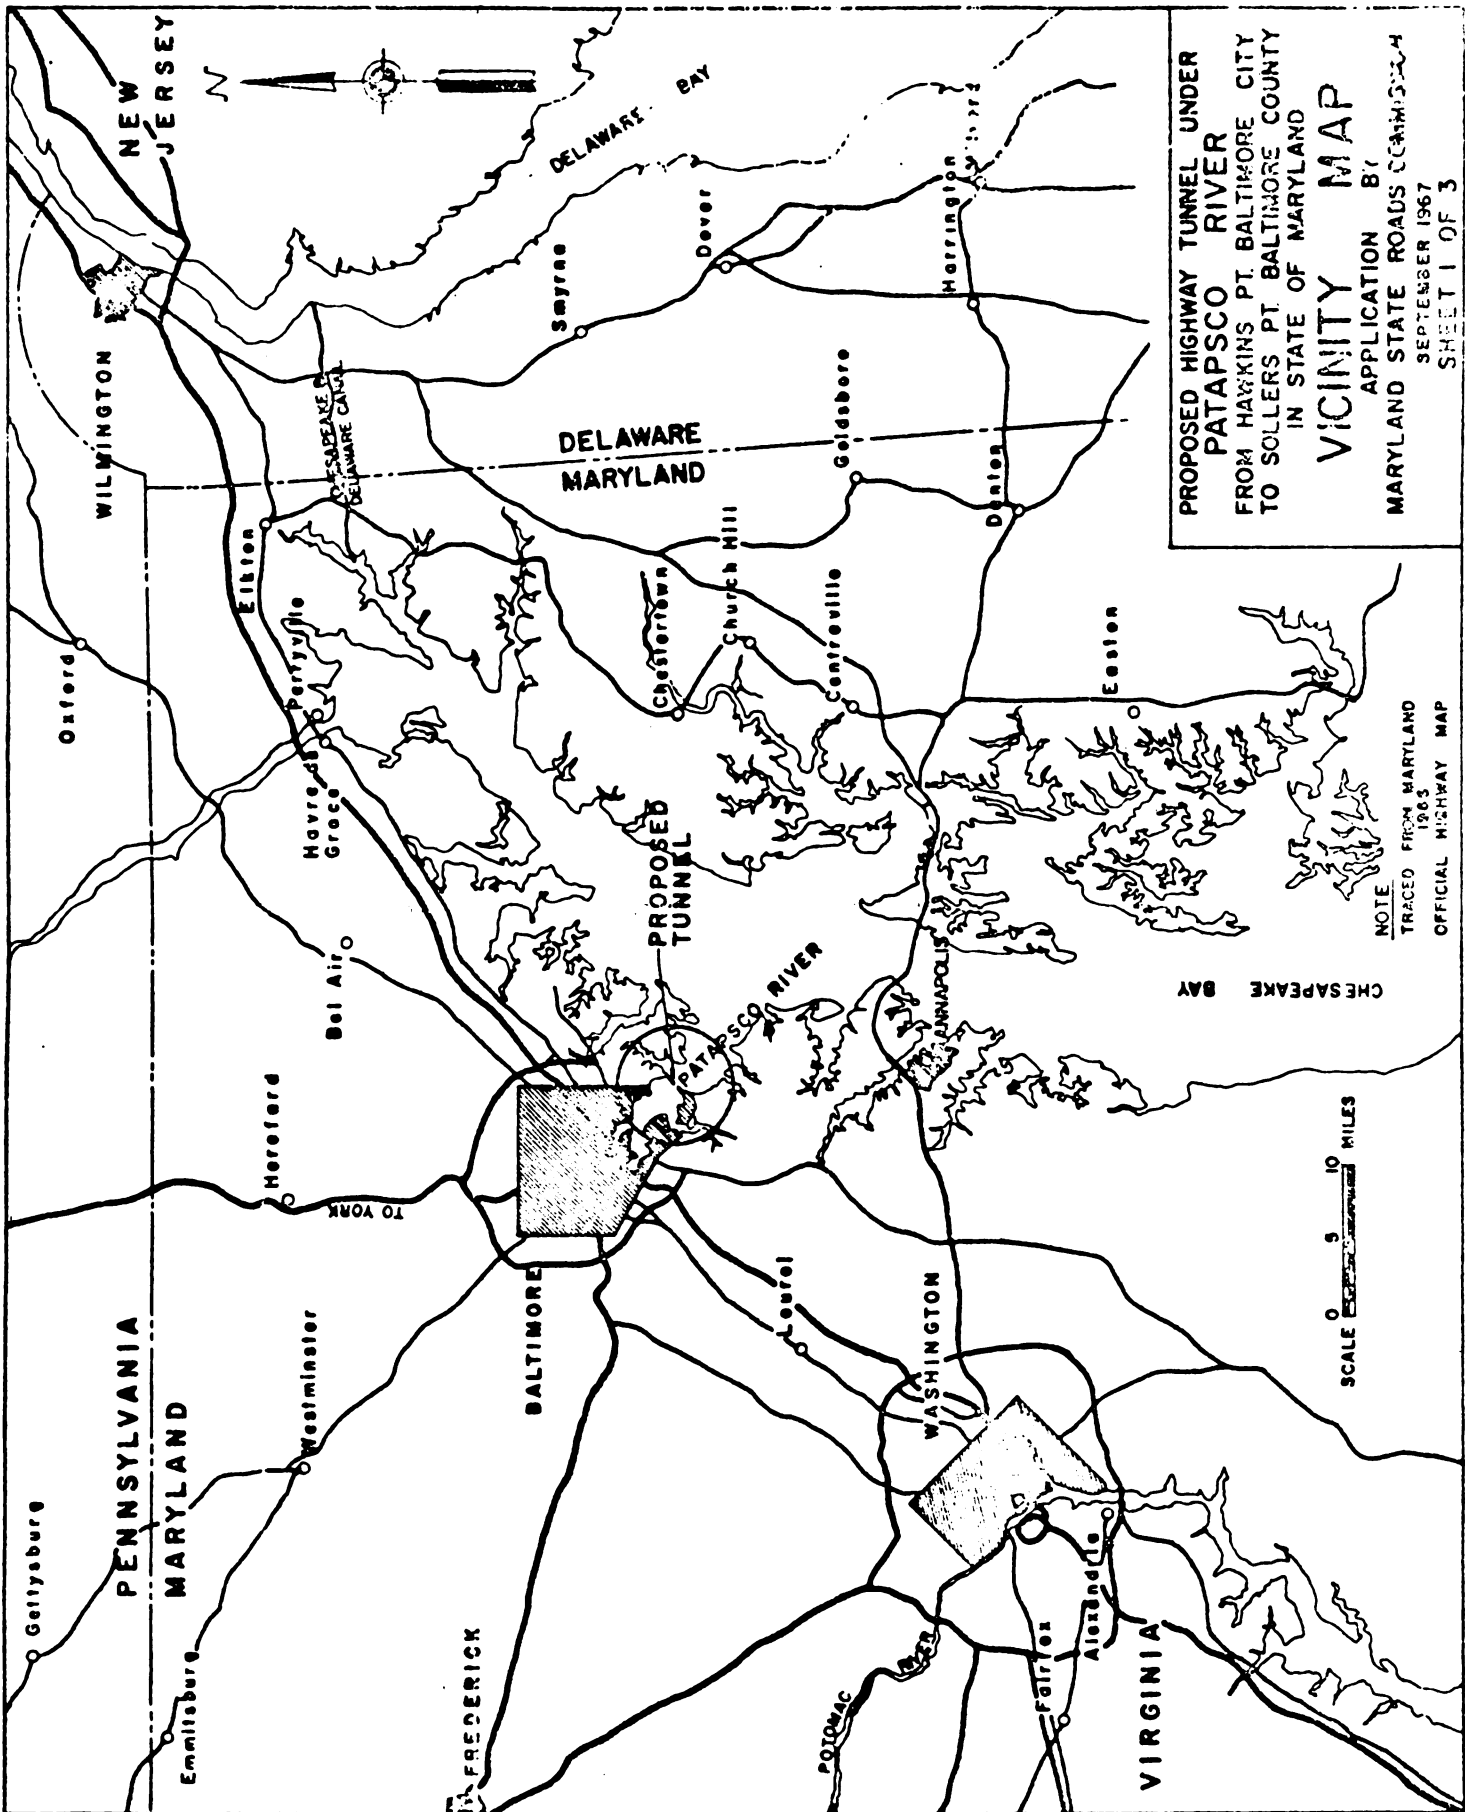 Gettysburg
PENNSYLVANIA
MARYLAND
Emmitsburg
Westminster
FREDERICK
Hereford
TO YORK
BALTIMORE
Bel Air
Oxford
Havre de
Grace
Perryville
Elkton
WILMINGTON
NEW
JERSEY
N
CHESAPEAKE &
DELAWARE CANAL
DELAWARE BAY
DELAWARE
MARYLAND
Smyrna
Dover
Harrington
Goldsboro
Denton
Chestertown
Church Hill
Centreville
Easton
PROPOSED
TUNNEL
PATAPSCO RIVER
ANNAPOLIS
CHESAPEAKE BAY
Laurel
WASHINGTON
Alexandria
Fairfax
POTOMAC RIVER
VIRGINIA
SCALE 0 5 10 MILES
NOTE
TRACED FROM MARYLAND
OFFICIAL HIGHWAY MAP
PROPOSED HIGHWAY TUNNEL UNDER
PATAPSCO RIVER
FROM HAWKINS PT. BALTIMORE CITY
TO SOLLERS PT. BALTIMORE COUNTY
IN STATE OF MARYLAND
VICINITY MAP
APPLICATION BY
MARYLAND STATE ROADS COMMISSION
SEPTEMBER 1967
SHEET 1 OF 3